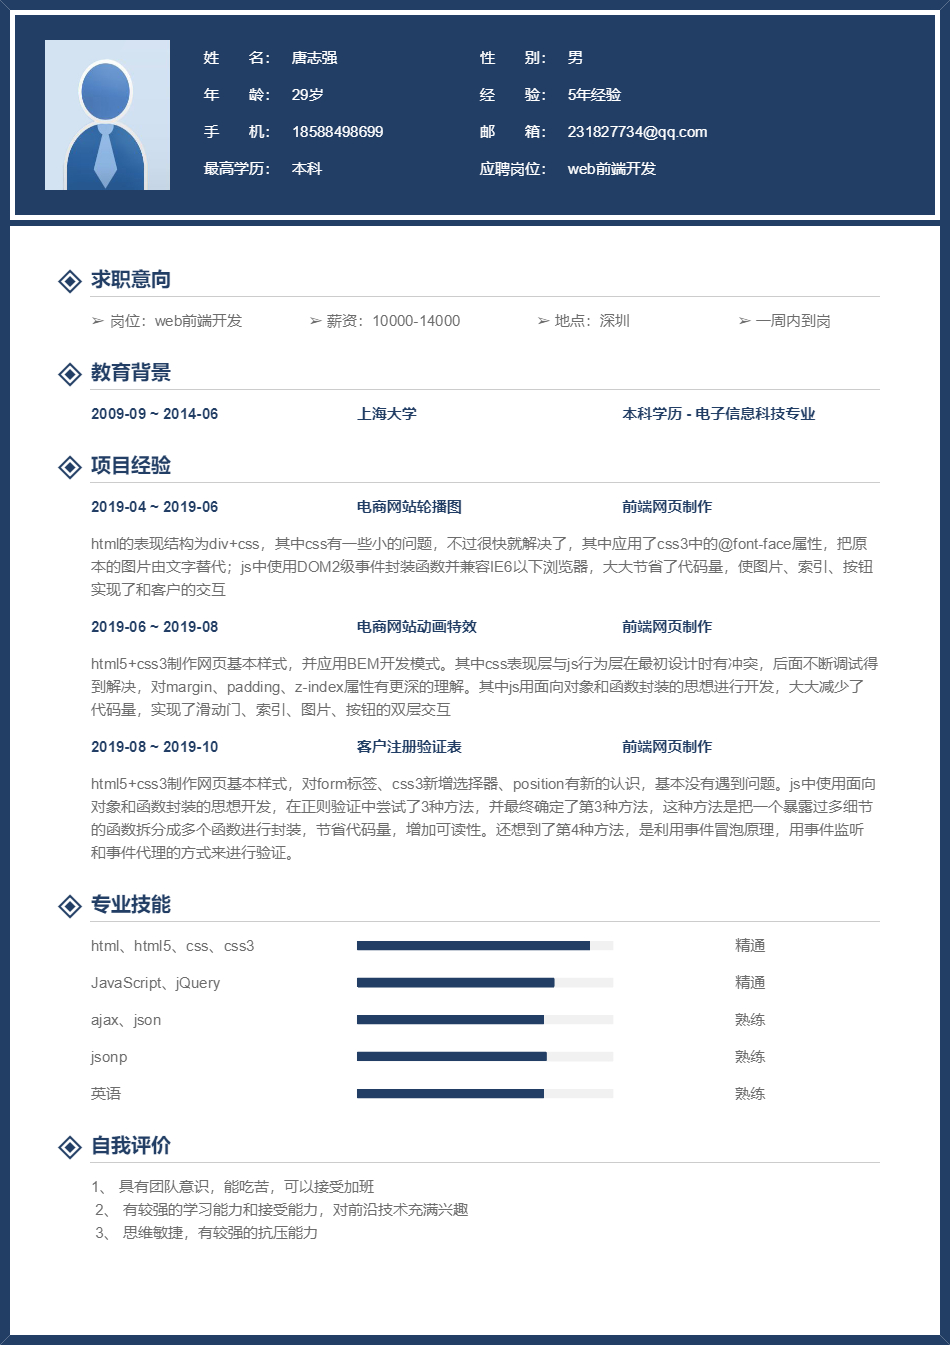 姓 名： 唐志强 性 别： 男
年 龄： 29岁 经 验： 5年经验
手 机： 18588498699 邮 箱： 231827734@qq.com
最高学历： 本科 应聘岗位： web前端开发
求职意向
➢ 岗位：web前端开发 ➢ 薪资：10000-14000 ➢ 地点：深圳 ➢ 一周内到岗
教育背景
2009-09 ~ 2014-06 上海大学 本科学历 - 电子信息科技专业
项目经验
2019-04 ~ 2019-06 电商网站轮播图 前端网页制作
html的表现结构为div+css，其中css有一些小的问题，不过很快就解决了，其中应用了css3中的@font-face属性，把原
本的图片由文字替代；js中使用DOM2级事件封装函数并兼容IE6以下浏览器，大大节省了代码量，使图片、索引、按钮
实现了和客户的交互
2019-06 ~ 2019-08 电商网站动画特效 前端网页制作
html5+css3制作网页基本样式，并应用BEM开发模式。其中css表现层与js行为层在最初设计时有冲突，后面不断调试得
到解决，对margin、padding、z-index属性有更深的理解。其中js用面向对象和函数封装的思想进行开发，大大减少了
代码量，实现了滑动门、索引、图片、按钮的双层交互
2019-08 ~ 2019-10 客户注册验证表 前端网页制作
html5+css3制作网页基本样式，对form标签、css3新增选择器、position有新的认识，基本没有遇到问题。js中使用面向
对象和函数封装的思想开发，在正则验证中尝试了3种方法，并最终确定了第3种方法，这种方法是把一个暴露过多细节
的函数拆分成多个函数进行封装，节省代码量，增加可读性。还想到了第4种方法，是利用事件冒泡原理，用事件监听
和事件代理的方式来进行验证。
专业技能
html、html5、css、css3 精通
JavaScript、jQuery 精通
ajax、json 熟练
jsonp 熟练
英语 熟练
自我评价
1、 具有团队意识，能吃苦，可以接受加班
2、 有较强的学习能力和接受能力，对前沿技术充满兴趣
3、 思维敏捷，有较强的抗压能力